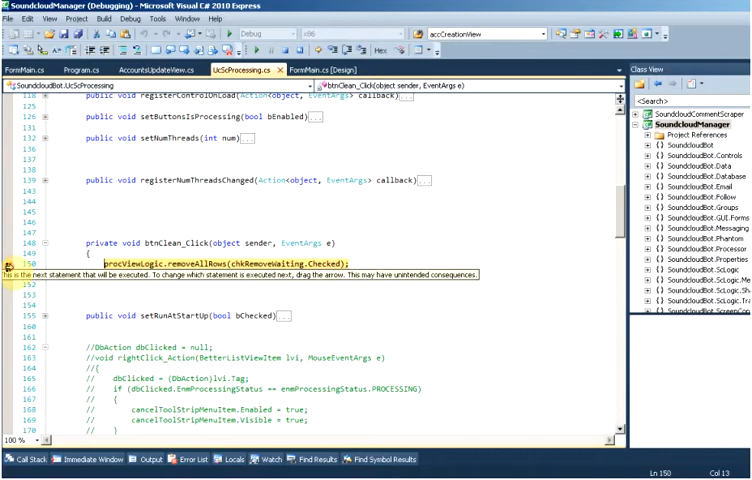 SoundcloudManager (Debugging) - Microsoft Visual C# 2010 Express
File Edit View Project Build Debug Tools Window Help
Debug x86 accCreationView
Hex
FormMain.cs Program.cs AccountsUpdateView.cs UcScProcessing.cs FormMain.cs [Design]
SoundcloudBot.UcScProcessing btnClean_Click(object sender, EventArgs e)
118 public void registerControlOnLoad(Action<object, EventArgs> callback)...
125
126 public void setButtonsIsProcessing(bool bEnabled)...
131
132 public void setNumThreads(int num)...
137
138
139 public void registerNumThreadsChanged(Action<object, EventArgs> callback)...
143
144
145
146
147
148 private void btnClean_Click(object sender, EventArgs e)
149 {
150 procViewLogic.removeAllRows(chkRemoveWaiting.Checked);
This is the next statement that will be executed. To change which statement is executed next, drag the arrow. This may have unintended consequences.
152
153
155 public void setRunAtStartUp(bool bChecked)...
160
161
162 //DbAction dbClicked = null;
163 //void rightClick_Action(BetterListViewItem lvi, MouseEventArgs e)
164 //{
165 // dbClicked = (DbAction)lvi.Tag;
166 // if (dbClicked.EnmProcessingStatus == enmProcessingStatus.PROCESSING)
167 // {
168 // cancelToolStripMenuItem.Enabled = true;
169 // cancelToolStripMenuItem.Visible = true;
170 // }
100 %
Class View
<Search>
SoundcloudCommentScraper
SoundcloudManager
Project References
SoundcloudBot
SoundcloudBot.Controls
SoundcloudBot.Data
SoundcloudBot.Database
SoundcloudBot.Email
SoundcloudBot.Follow
SoundcloudBot.Groups
SoundcloudBot.GUI.Forms
SoundcloudBot.Messaging
SoundcloudBot.Phantom
SoundcloudBot.ScLogic
SoundcloudBot.ScLogic.Me
SoundcloudBot.ScLogic.Sha
SoundcloudBot.ScreenCon
Call Stack Immediate Window Output Error List Locals Watch Find Results Find Symbol Results
Ln 150 Col 13